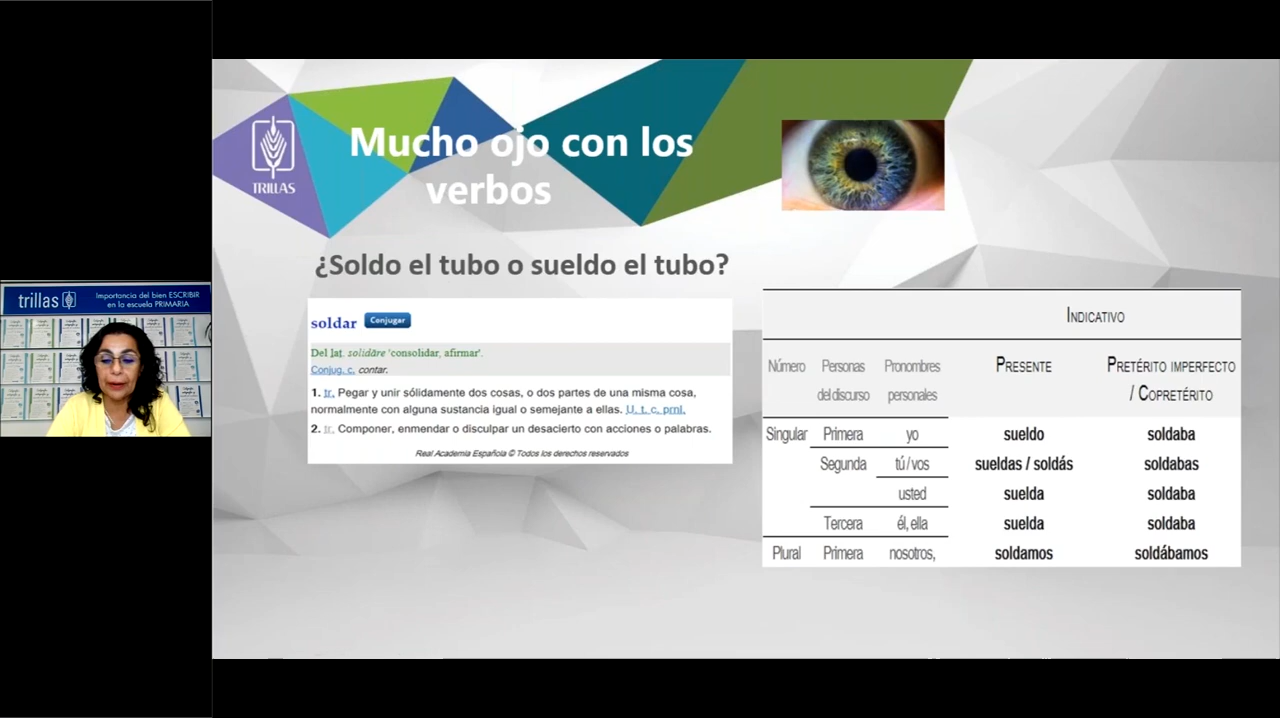 Mucho ojo con los
verbos
TRILLAS
¿Soldo el tubo o sueldo el tubo?
soldar Conjugar
Del lat. solidāre 'consolidar, afirmar'.
Conjug. c. contar.
1. tr. Pegar y unir sólidamente dos cosas, o dos partes de una misma cosa,
normalmente con alguna sustancia igual o semejante a ellas. U. t. c. prnl.
2. tr. Componer, enmendar o disculpar un desacierto con acciones o palabras.
Real Academia Española © Todos los derechos reservados
INDICATIVO
Número Personas del discurso Pronombres personales PRESENTE PRETÉRITO IMPERFECTO / COPRETÉRITO
Singular Primera yo sueldo soldaba
Segunda tú / vos sueldas / soldás soldabas
usted suelda soldaba
Tercera él, ella suelda soldaba
Plural Primera nosotros, soldamos soldábamos
trillas Importancia del bien ESCRIBIR
en la escuela PRIMARIA